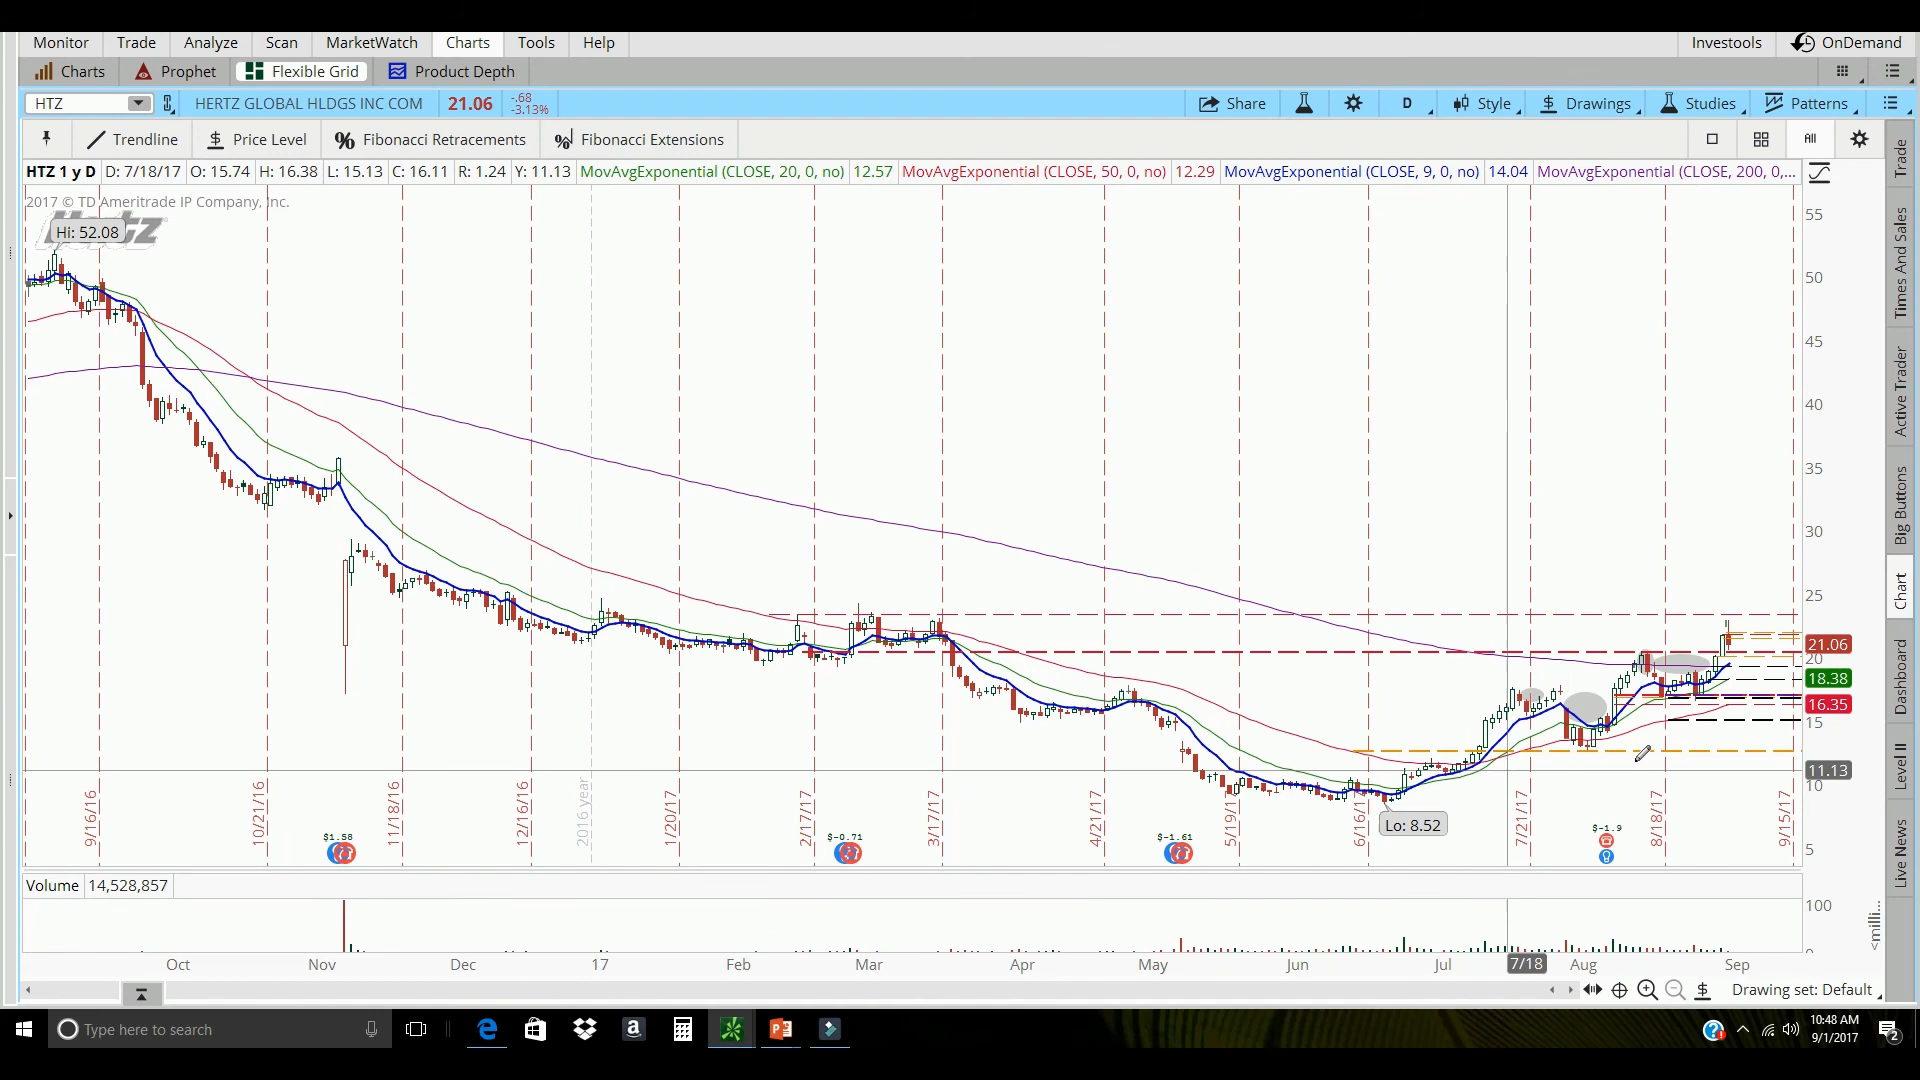 Monitor Trade Analyze Scan MarketWatch Charts Tools Help Investools OnDemand
Charts Prophet Flexible Grid Product Depth
HTZ HERTZ GLOBAL HLDGS INC COM 21.06 -.68 -3.13% Share D Style Drawings Studies Patterns
Trendline $ Price Level % Fibonacci Retracements Fibonacci Extensions All
HTZ 1 y D D: 7/18/17 O: 15.74 H: 16.38 L: 15.13 C: 16.11 R: 1.24 Y: 11.13 MovAvgExponential (CLOSE, 20, 0, no) 12.57 MovAvgExponential (CLOSE, 50, 0, no) 12.29 MovAvgExponential (CLOSE, 9, 0, no) 14.04 MovAvgExponential (CLOSE, 200, 0,...
2017 © TD Ameritrade IP Company, Inc.
Hertz
Hi: 52.08
55
50
45
40
35
30
25
21.06
20
18.38
16.35
15
11.13
10
5
Lo: 8.52
9/16/16
10/21/16
11/18/16
12/16/16
2016 year
1/20/17
2/17/17
3/17/17
4/21/17
5/19/17
6/16/17
7/21/17
8/18/17
9/15/17
$1.58 $-0.71 $-1.61 $-1.9
Volume 14,528,857
100
<milli...
Oct Nov Dec 17 Feb Mar Apr May Jun Jul 7/18 Aug Sep
Drawing set: Default
Trade
Times And Sales
Active Trader
Big Buttons
Chart
Dashboard
Level II
Live News
Type here to search
10:48 AM
9/1/2017
2